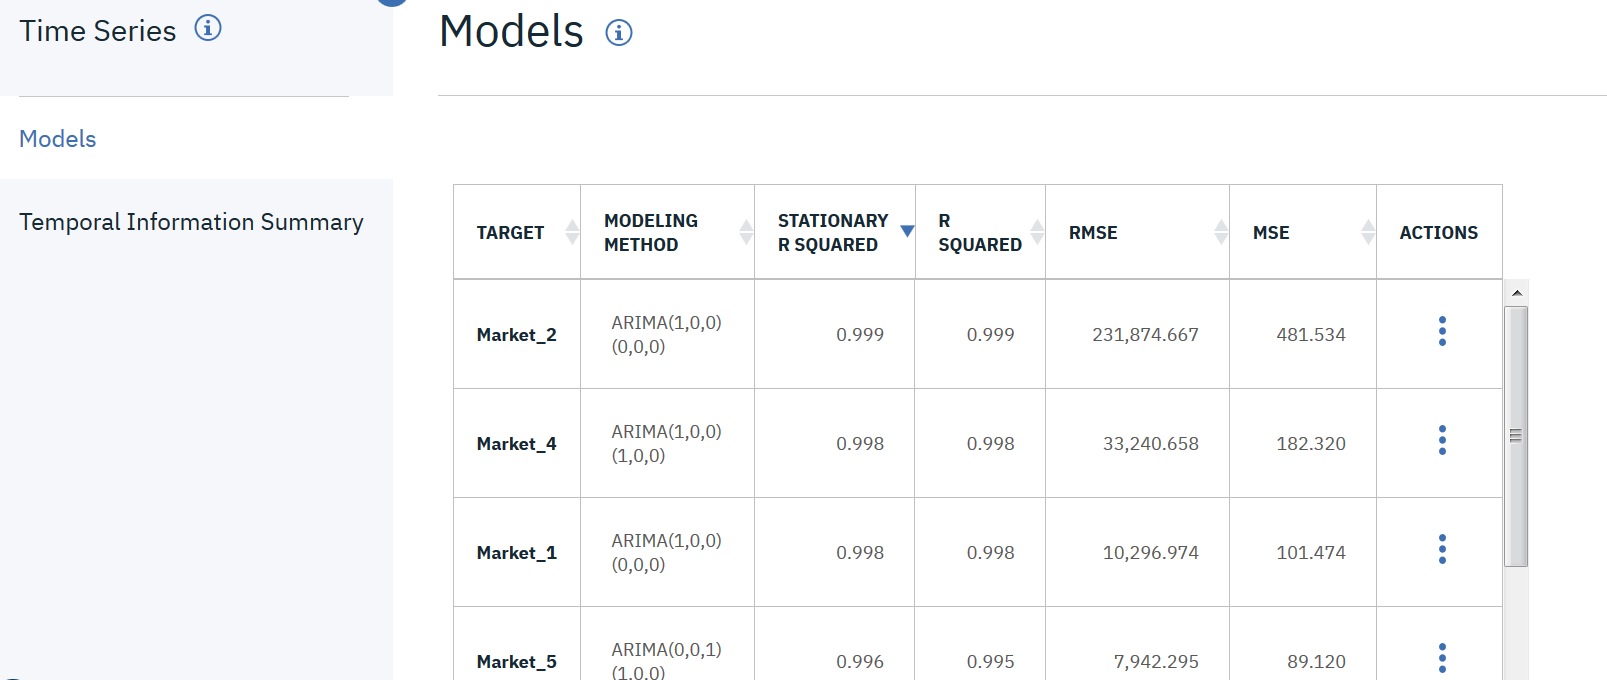 Time Series
Models
Models
Temporal Information Summary
TARGET
MODELING
METHOD
STATIONARY
R SQUARED
R
SQUARED
RMSE
MSE
ACTIONS
Market_2
ARIMA(1,0,0)
(0,0,0)
0.999
0.999
231,874.667
481.534
Market_4
ARIMA(1,0,0)
(1,0,0)
0.998
0.998
33,240.658
182.320
Market_1
ARIMA(1,0,0)
(0,0,0)
0.998
0.998
10,296.974
101.474
Market_5
ARIMA(0,0,1)
(1,0,0)
0.996
0.995
7,942.295
89.120